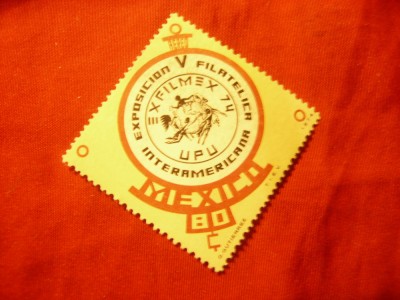 EXPOSICION V FILATELICA
INTERAMERICANA
EXFILMEX 74
UPU
MEXICO
80 ¢